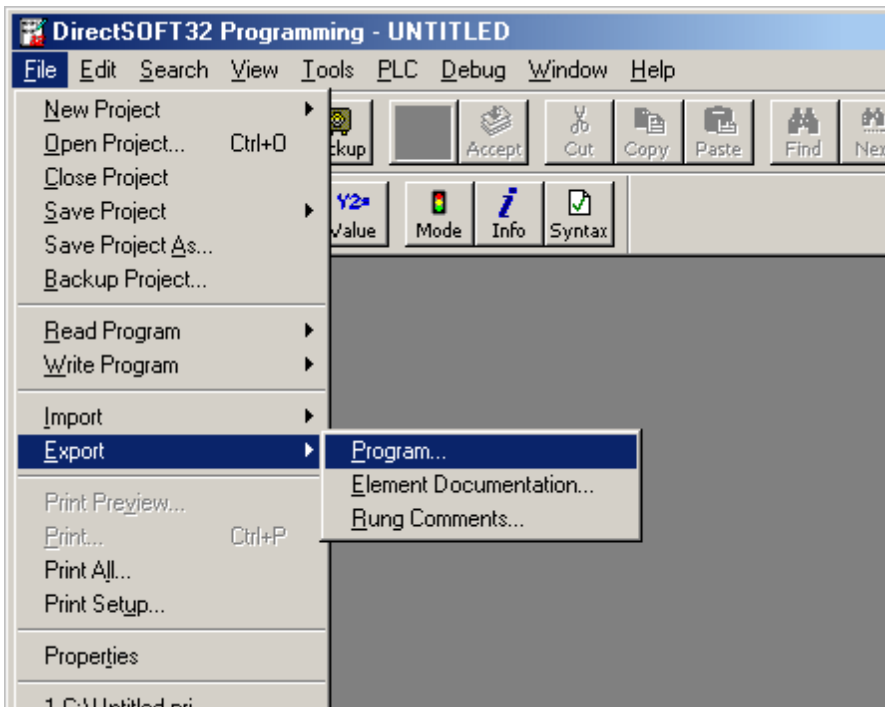 DirectSOFT32 Programming - UNTITLED
File Edit Search View Tools PLC Debug Window Help
New Project
Open Project... Ctrl+O
Close Project
Save Project
Save Project As...
Backup Project...
Read Program
Write Program
Import
Export
Print Preview...
Print... Ctrl+P
Print All...
Print Setup...
Properties
ckup Accept Cut Copy Paste Find Nex
Y2=
Value Mode Info Syntax
Program...
Element Documentation...
Rung Comments...